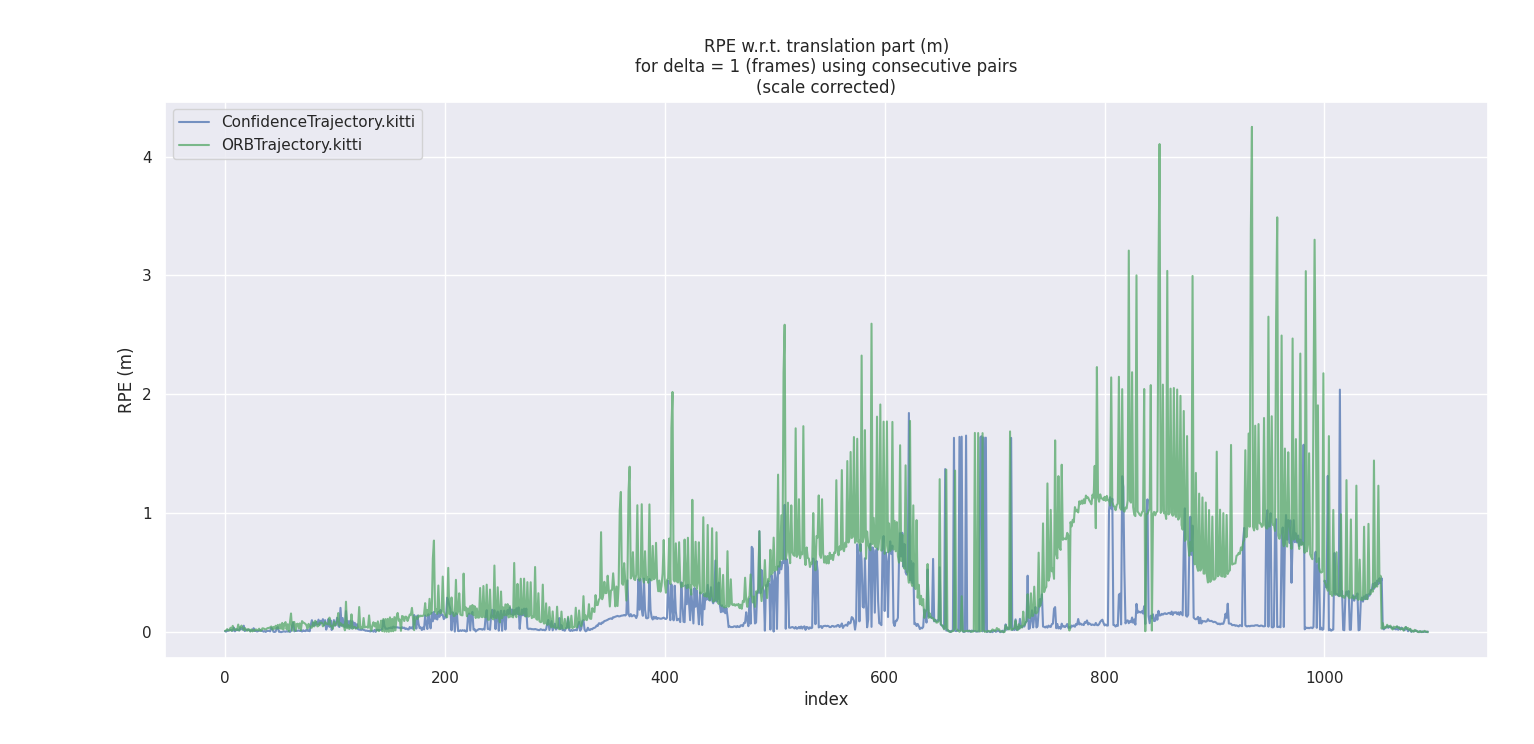 RPE w.r.t. translation part (m)
for delta = 1 (frames) using consecutive pairs
(scale corrected)
ConfidenceTrajectory.kitti
ORBTrajectory.kitti
RPE (m)
4
3
2
1
0
0 200 400 600 800 1000
index